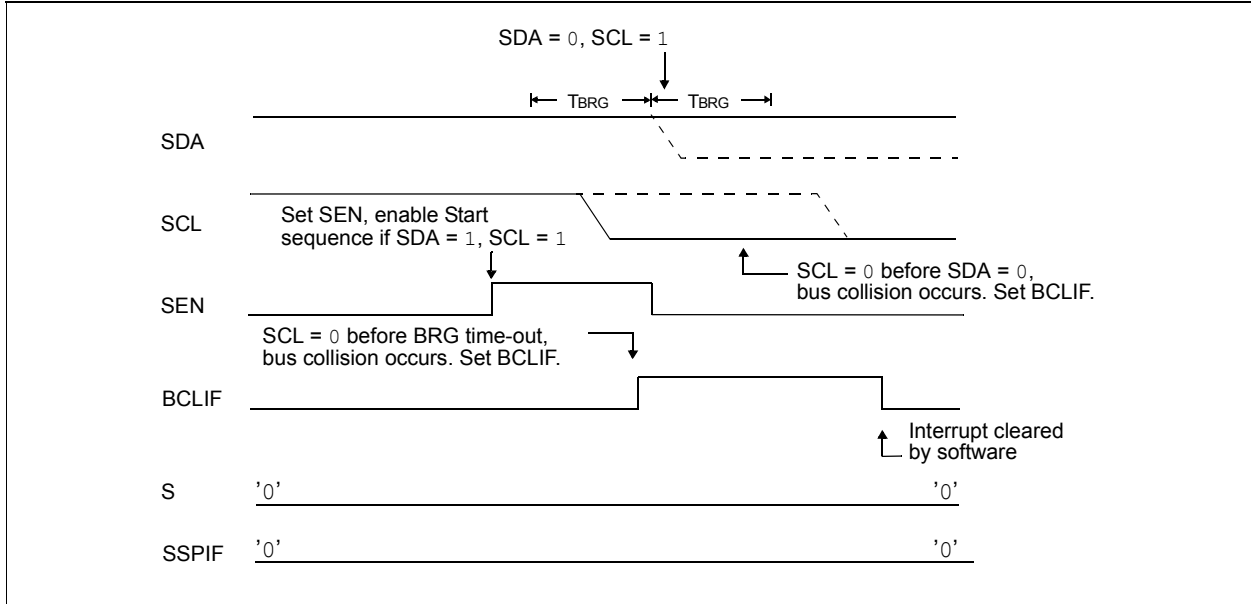 SDA = 0, SCL = 1
TBRG TBRG
SDA
SCL
Set SEN, enable Start
sequence if SDA = 1, SCL = 1
SCL = 0 before SDA = 0,
bus collision occurs. Set BCLIF.
SEN
SCL = 0 before BRG time-out,
bus collision occurs. Set BCLIF.
BCLIF
Interrupt cleared
by software
S '0' '0'
SSPIF '0' '0'